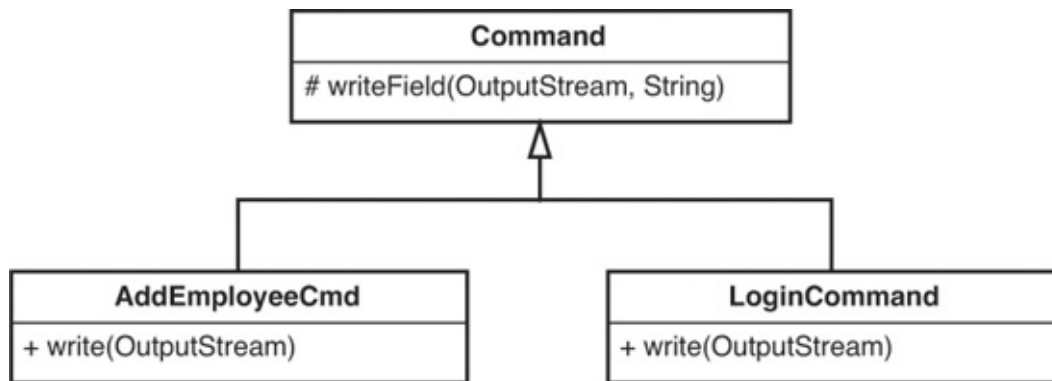 Command
# writeField(OutputStream, String)
AddEmployeeCmd
+ write(OutputStream)
LoginCommand
+ write(OutputStream)